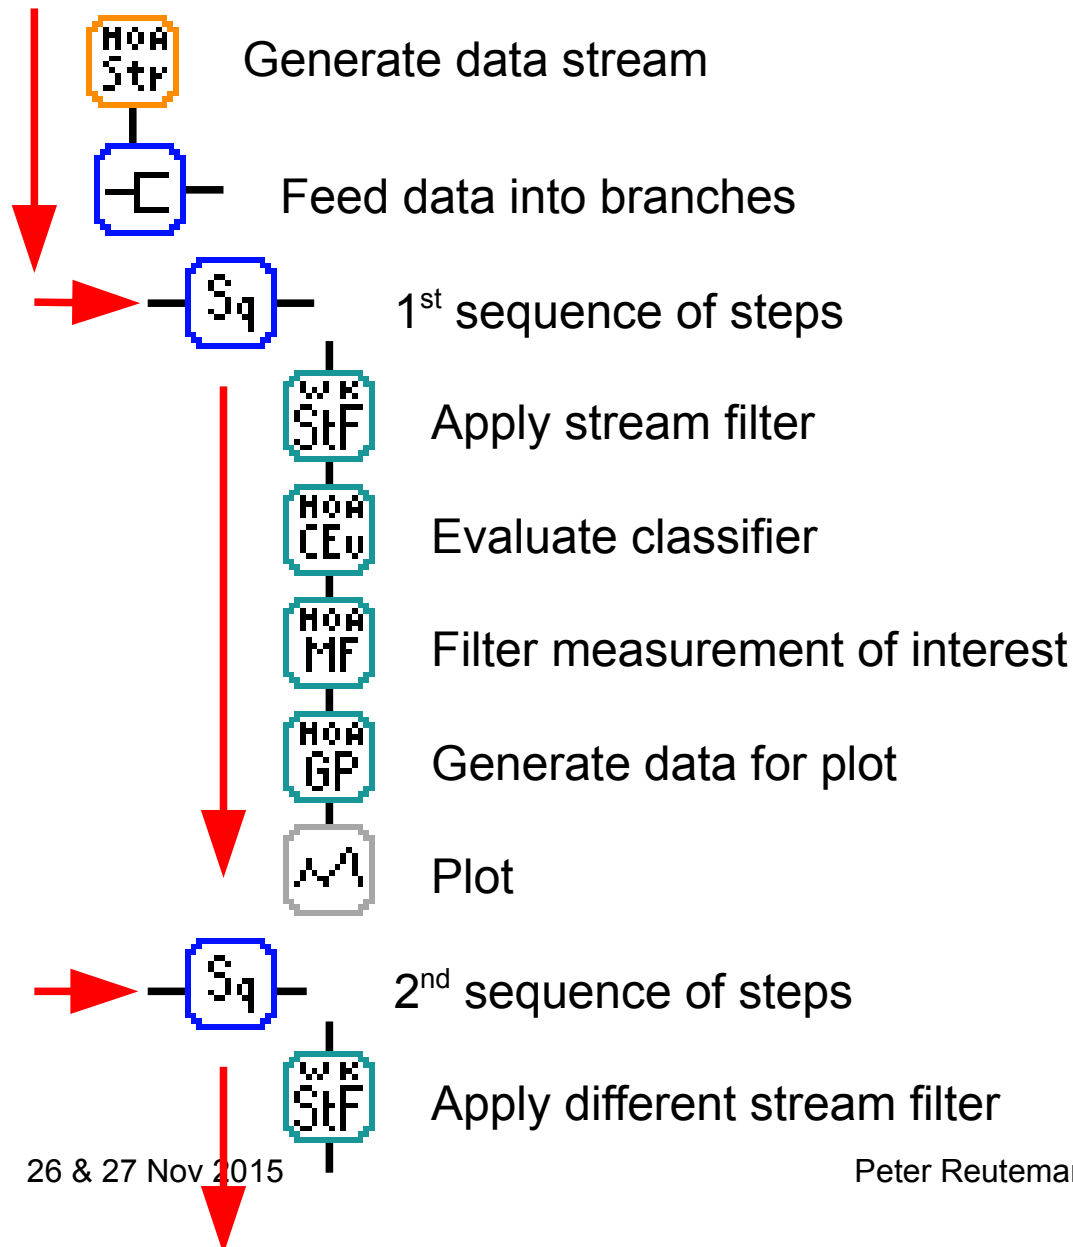 MOA
Str
Generate data stream
Feed data into branches
Sq
1st sequence of steps
WK
StF
Apply stream filter
MOA
CEv
Evaluate classifier
MOA
MF
Filter measurement of interest
MOA
GP
Generate data for plot
Plot
Sq
2nd sequence of steps
WK
StF
Apply different stream filter
26 & 27 Nov 2015
Peter